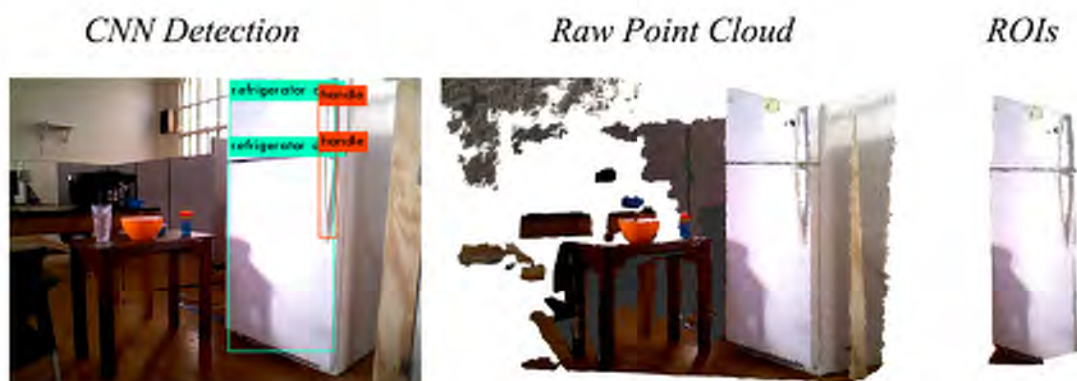 CNN Detection
Raw Point Cloud
ROIs
refrigerator
handle
refrigerator
handle